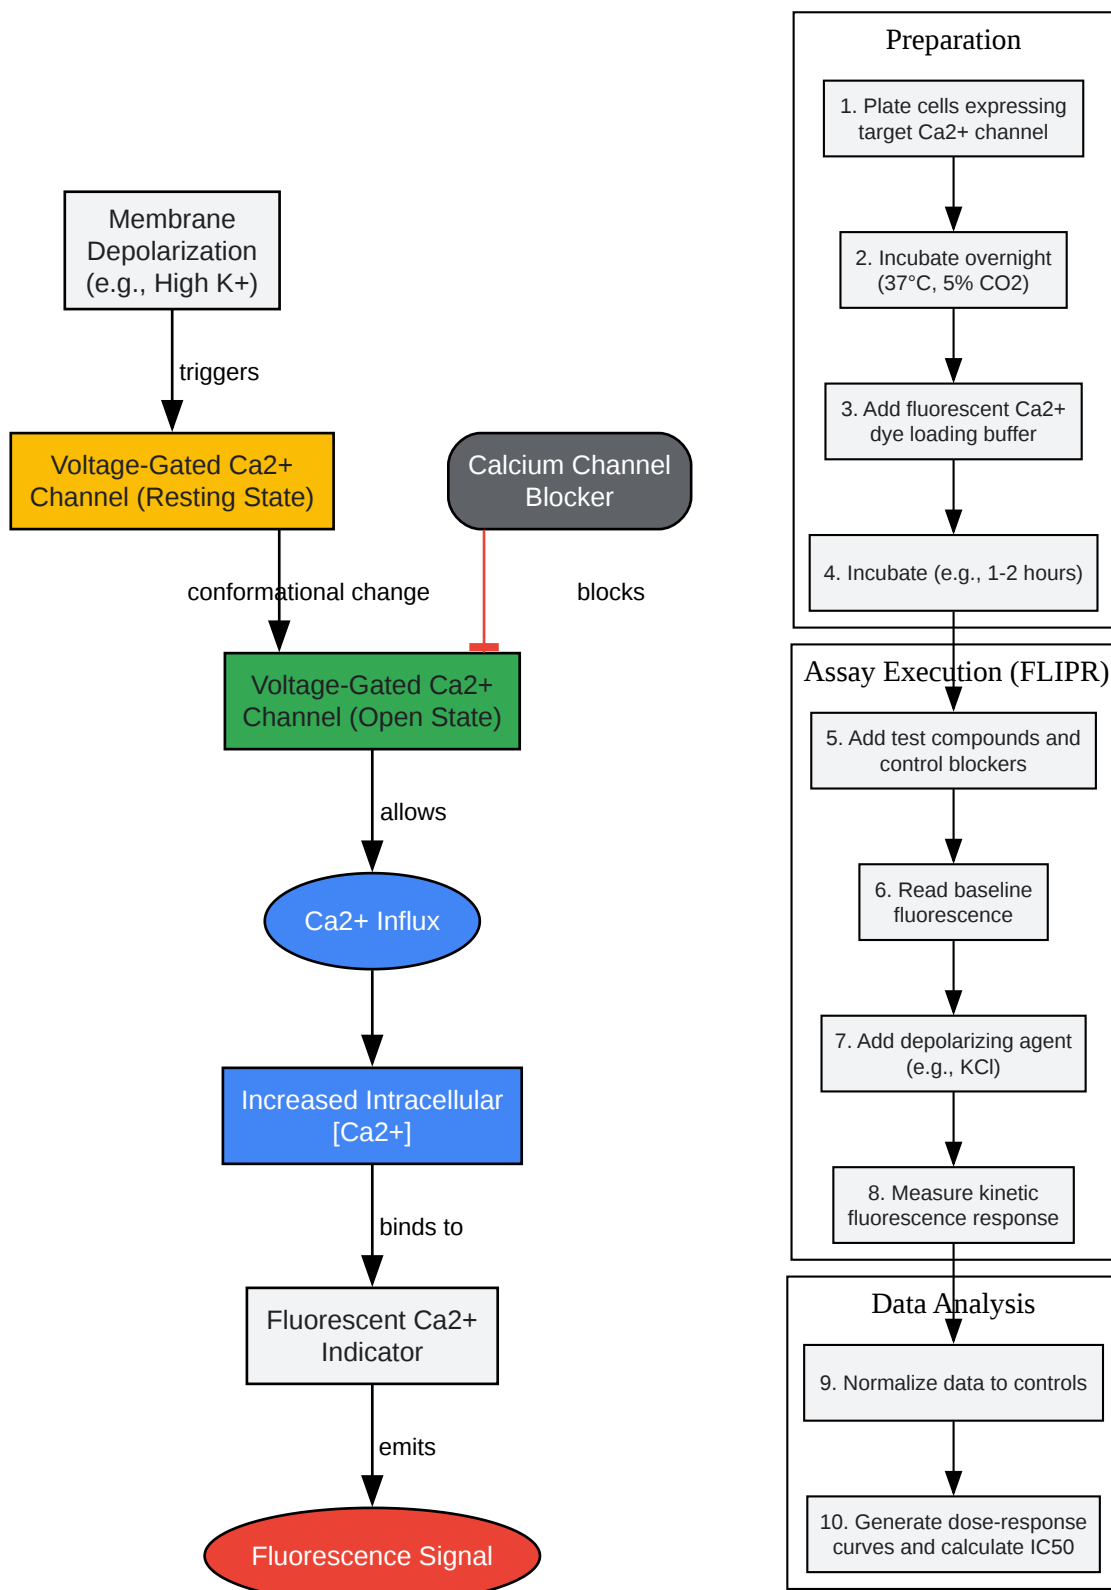 Membrane
Depolarization
(e.g., High K+)
triggers
Voltage-Gated Ca2+
Channel (Resting State)
Calcium Channel
Blocker
conformational change
blocks
Voltage-Gated Ca2+
Channel (Open State)
allows
Ca2+ Influx
Increased Intracellular
[Ca2+]
binds to
Fluorescent Ca2+
Indicator
emits
Fluorescence Signal
Preparation
1. Plate cells expressing
target Ca2+ channel
2. Incubate overnight
(37°C, 5% CO2)
3. Add fluorescent Ca2+
dye loading buffer
4. Incubate (e.g., 1-2 hours)
Assay Execution (FLIPR)
5. Add test compounds and
control blockers
6. Read baseline
fluorescence
7. Add depolarizing agent
(e.g., KCl)
8. Measure kinetic
fluorescence response
Data Analysis
9. Normalize data to controls
10. Generate dose-response
curves and calculate IC50